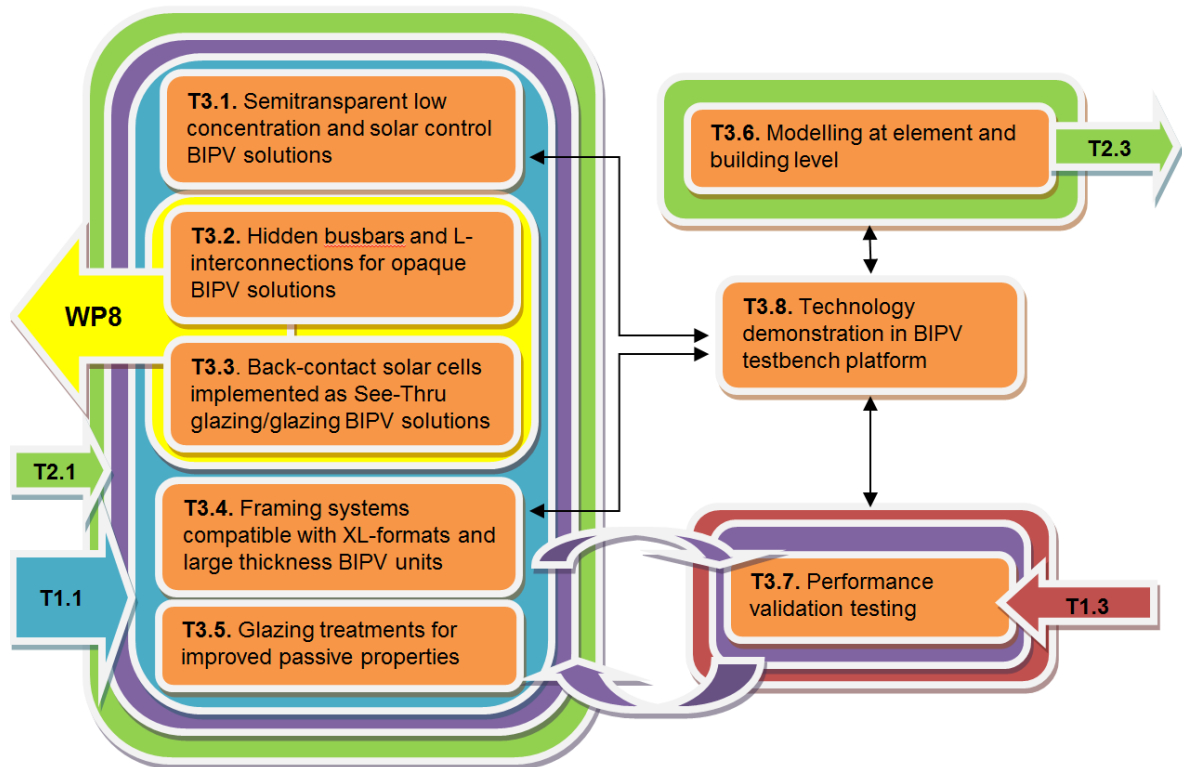 T3.1. Semitransparent low
concentration and solar control
BIPV solutions
T3.2. Hidden busbars and L-
interconnections for opaque
BIPV solutions
WP8
T3.3. Back-contact solar cells
implemented as See-Thru
glazing/glazing BIPV solutions
T2.1
T3.4. Framing systems
compatible with XL-formats and
large thickness BIPV units
T1.1
T3.5. Glazing treatments for
improved passive properties
T3.6. Modelling at element and
building level
T2.3
T3.8. Technology
demonstration in BIPV
testbench platform
T3.7. Performance
validation testing
T1.3